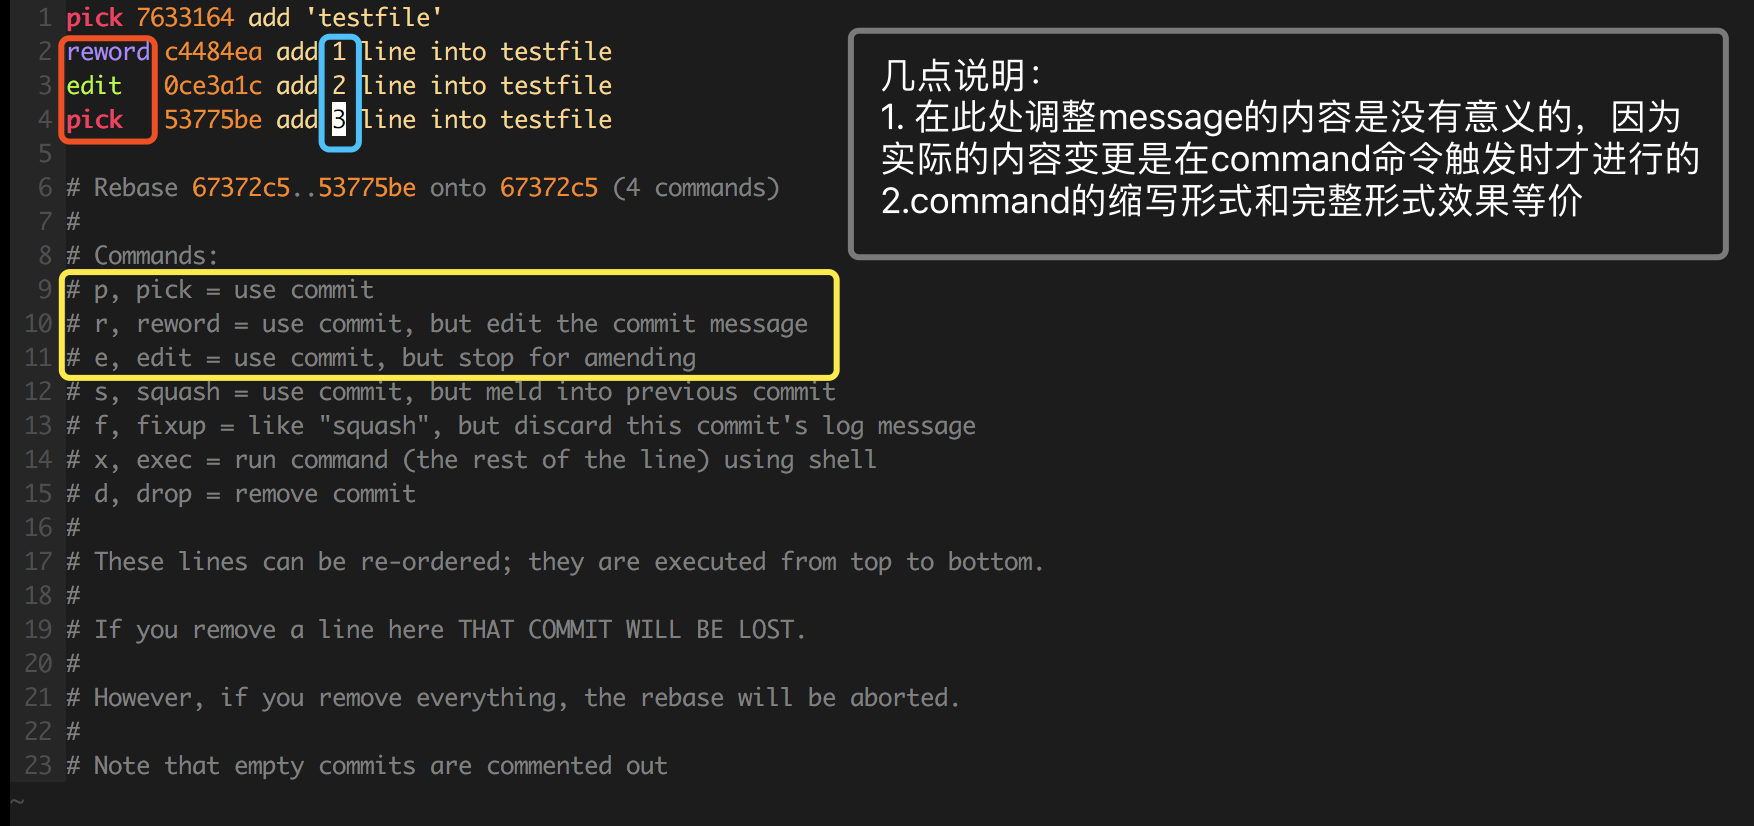 1 pick 7633164 add 'testfile'
2 reword c4484ea add 1 line into testfile
3 edit 0ce3a1c add 2 line into testfile
4 pick 53775be add 3 line into testfile
5
6 # Rebase 67372c5..53775be onto 67372c5 (4 commands)
7 #
8 # Commands:
9 # p, pick = use commit
10 # r, reword = use commit, but edit the commit message
11 # e, edit = use commit, but stop for amending
12 # s, squash = use commit, but meld into previous commit
13 # f, fixup = like "squash", but discard this commit's log message
14 # x, exec = run command (the rest of the line) using shell
15 # d, drop = remove commit
16 #
17 # These lines can be re-ordered; they are executed from top to bottom.
18 #
19 # If you remove a line here THAT COMMIT WILL BE LOST.
20 #
21 # However, if you remove everything, the rebase will be aborted.
22 #
23 # Note that empty commits are commented out
~
几点说明：
1. 在此处调整message的内容是没有意义的，因为
实际的内容变更是在command命令触发时才进行的
2.command的缩写形式和完整形式效果等价